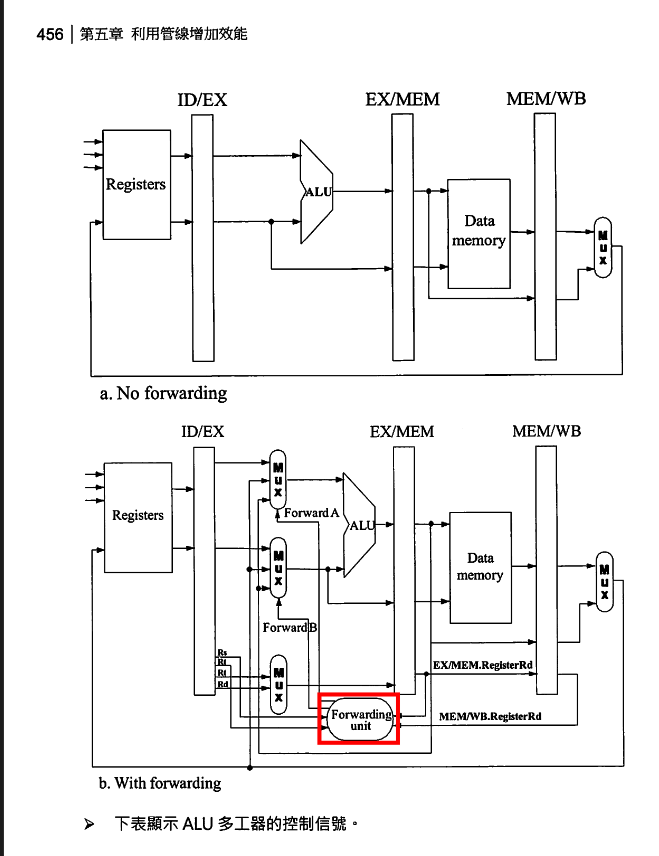 456 | 第五章 利用管線增加效能
ID/EX
EX/MEM
MEM/WB
Registers
ALU
Data
memory
Mux
a. No forwarding
ID/EX
EX/MEM
MEM/WB
Registers
Mux
Forward A
ALU
Mux
Data
memory
Mux
Forward B
Rs
Rt
Rt
Rd
Mux
EX/MEM.RegisterRd
Forwarding
unit
MEM/WB.RegisterRd
b. With forwarding
➢ 下表顯示 ALU 多工器的控制信號。